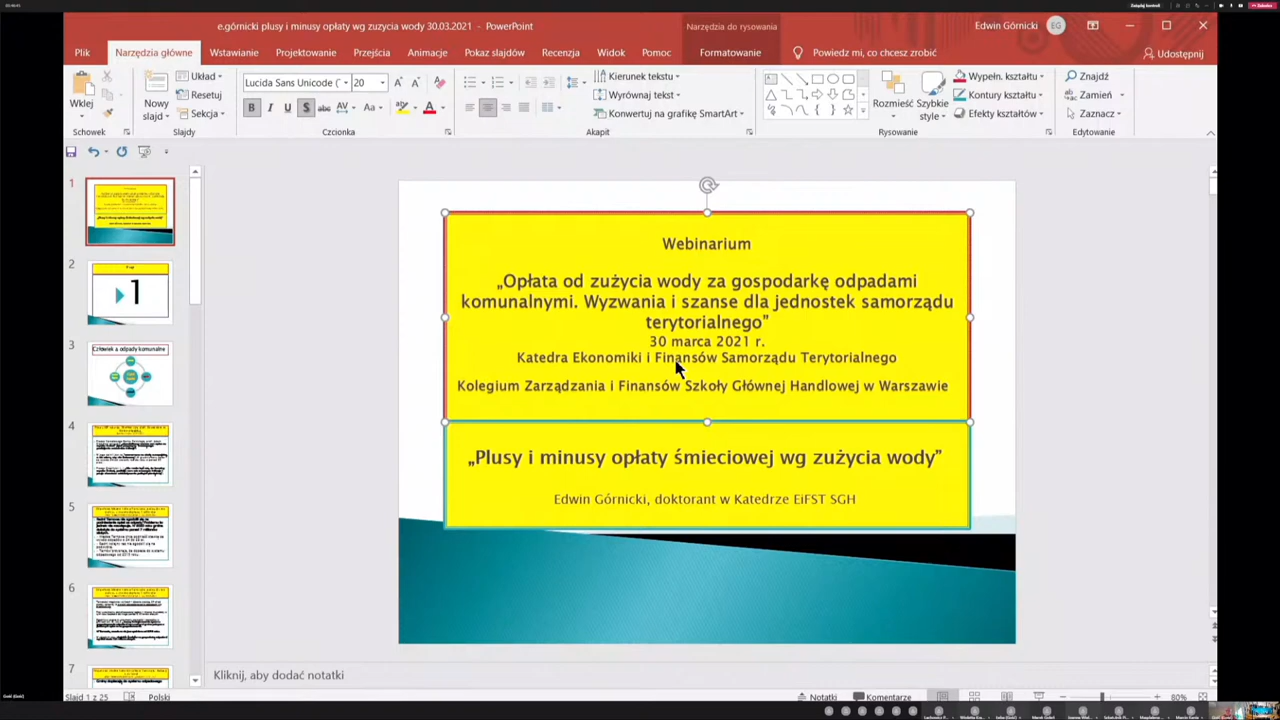 Zarządzaj kontrolą
e.górnicki plusy i minusy opłaty wg zuzycia wody 30.03.2021 - PowerPoint
Narzędzia do rysowania
Edwin Górnicki
EG
Plik
Narzędzia główne
Wstawianie
Projektowanie
Przejścia
Animacje
Pokaz slajdów
Recenzja
Widok
Pomoc
Formatowanie
Powiedz mi, co chcesz zrobić
Udostępnij
Wklej
Nowy slajd
Układ
Resetuj
Sekcja
Lucida Sans Unicode (
20
Kierunek tekstu
Wyrównaj tekst
Konwertuj na grafikę SmartArt
Rozmieść
Szybkie style
Wypełn. kształtu
Kontury kształtu
Efekty kształtów
Znajdź
Zamień
Zaznacz
Schowek
Slajdy
Czcionka
Akapit
Rysowanie
Edytowanie
1
2
1
3
Człowiek a odpady komunalne
4
5
6
7
Webinarium
„Opłata od zużycia wody za gospodarkę odpadami
komunalnymi. Wyzwania i szanse dla jednostek samorządu
terytorialnego”
30 marca 2021 r.
Katedra Ekonomiki i Finansów Samorządu Terytorialnego
Kolegium Zarządzania i Finansów Szkoły Głównej Handlowej w Warszawie
„Plusy i minusy opłaty śmieciowej wg zużycia wody”
Edwin Górnicki, doktorant w Katedrze EiFST SGH
Kliknij, aby dodać notatki
Slajd 1 z 25
Polski
Notatki
Komentarze
80%